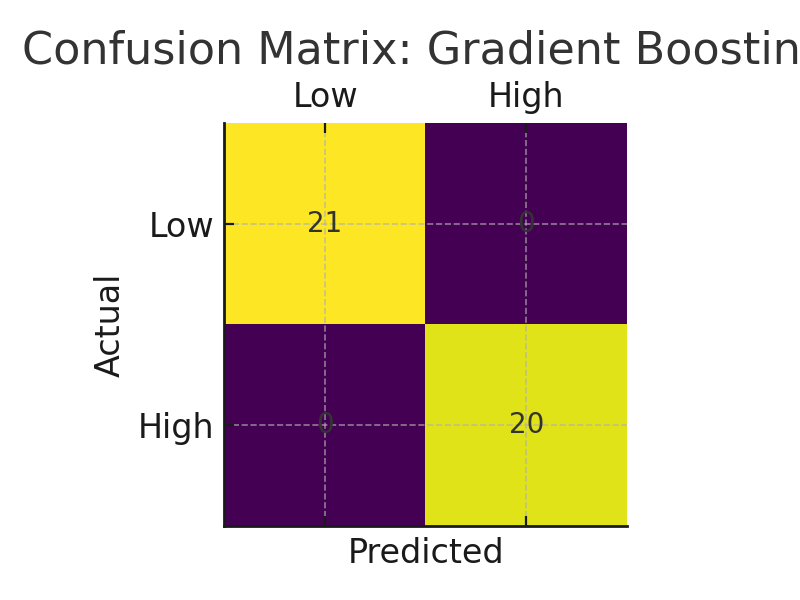 Confusion Matrix: Gradient Boostin
Low High
Low 21 0
Actual
High 0 20
Predicted